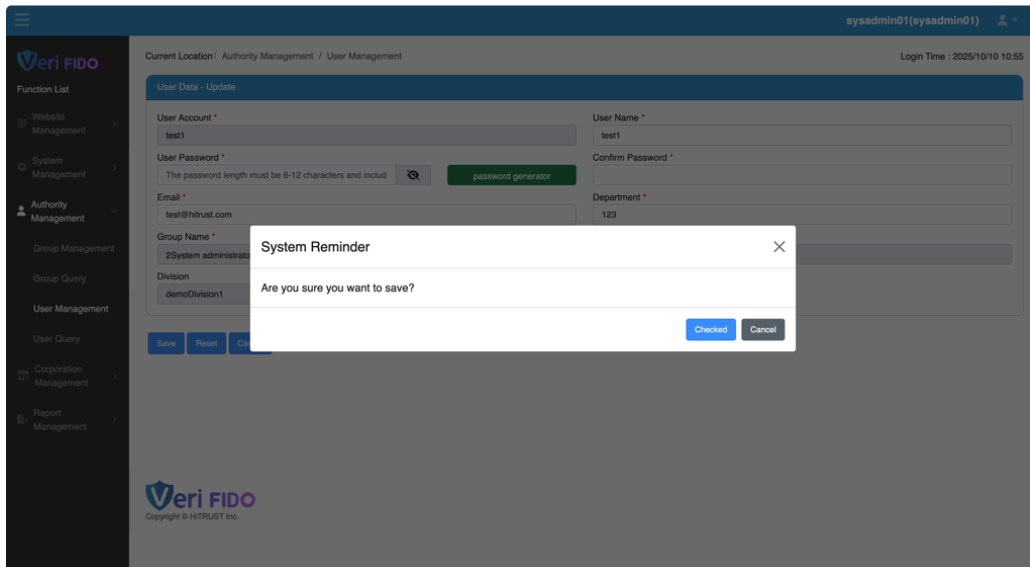 sysadmin01(sysadmin01)
Veri FIDO
Current Location: Authority Management / User Management
Login Time : 2025/10/10 10:55
Function List
User Data - Update
Website
Management
User Account *
User Name *
test1
test1
System
Management
User Password *
Confirm Password *
The password length must be 6-12 characters and includ
password generator
Authority
Management
Email *
Department *
test@hitrust.com
123
Group Name *
Group Management
2System administrato
System Reminder
Group Query
Division
demoDivision1
Are you sure you want to save?
User Management
Checked
Cancel
User Query
Save
Reset
Ca
Corporation
Management
Report
Management
Veri FIDO
Copyright © HiTRUST Inc.